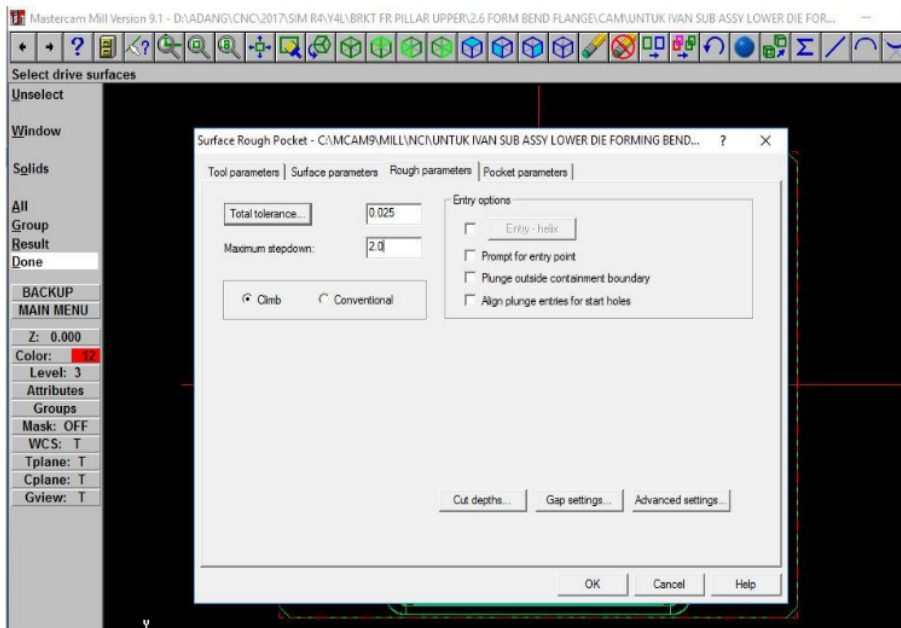 Mastercam Mill Version 9.1 - D:\ADANG\CNC\2017\SIM R4\Y4L\BRKT FR PILLAR UPPER\2.6 FORM BEND FLANGE\CAM\UNTUK IVAN SUB ASSY LOWER DIE FOR...
Select drive surfaces
Unselect
Window
Solids
All
Group
Result
Done
BACKUP
MAIN MENU
Z: 0.000
Color: 12
Level: 3
Attributes
Groups
Mask: OFF
WCS: T
Tplane: T
Cplane: T
Gview: T
Surface Rough Pocket - C:\MCAM9\MILL\NCI\UNTUK IVAN SUB ASSY LOWER DIE FORMING BEND... ? X
Tool parameters Surface parameters Rough parameters Pocket parameters
Total tolerance... 0.025
Maximum stepdown: 2.0
Climb Conventional
Entry options
Entry - helix
Prompt for entry point
Plunge outside containment boundary
Align plunge entries for start holes
Cut depths... Gap settings... Advanced settings...
OK Cancel Help
Y